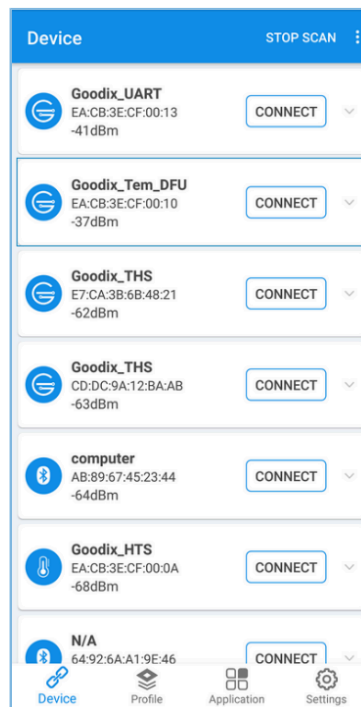 Device STOP SCAN
Goodix_UART
EA:CB:3E:CF:00:13 CONNECT
-41dBm
Goodix_Tem_DFU
EA:CB:3E:CF:00:10 CONNECT
-37dBm
Goodix_THS
E7:CA:3B:6B:48:21 CONNECT
-62dBm
Goodix_THS
CD:DC:9A:12:BA:AB CONNECT
-63dBm
computer
AB:89:67:45:23:44 CONNECT
-64dBm
Goodix_HTS
EA:CB:3E:CF:00:0A CONNECT
-68dBm
N/A
64:92:6A:A1:9E:46 CONNECT
Device Profile Application Settings